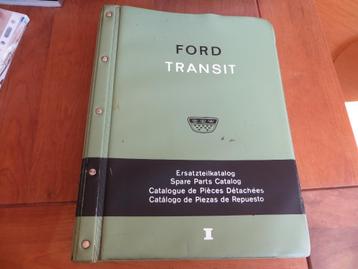 FORD
TRANSIT
Ersatzteilkatalog
Spare Parts Catalog
Catalogue de Pièces Détachées
Catálogo de Piezas de Repuesto
I